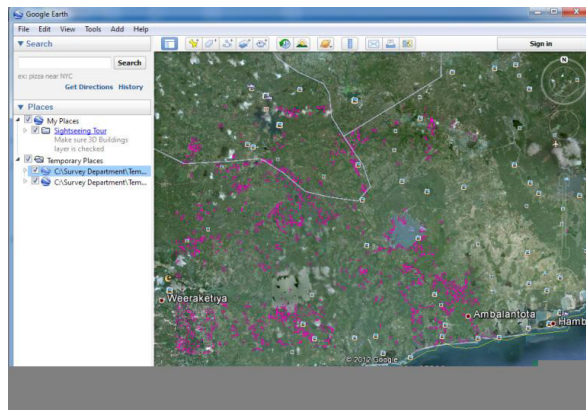 Google Earth
File Edit View Tools Add Help
▼ Search
Search
ex: pizza near NYC
Get Directions History
▼ Places
My Places
Sightseeing Tour
Make sure 3D Buildings
layer is checked
Temporary Places
C:\Survey Department\Tem...
C:\Survey Department\Tem...
Sign in
N
Weeraketiya
Ambalantota
Hamb
© 2012 Google